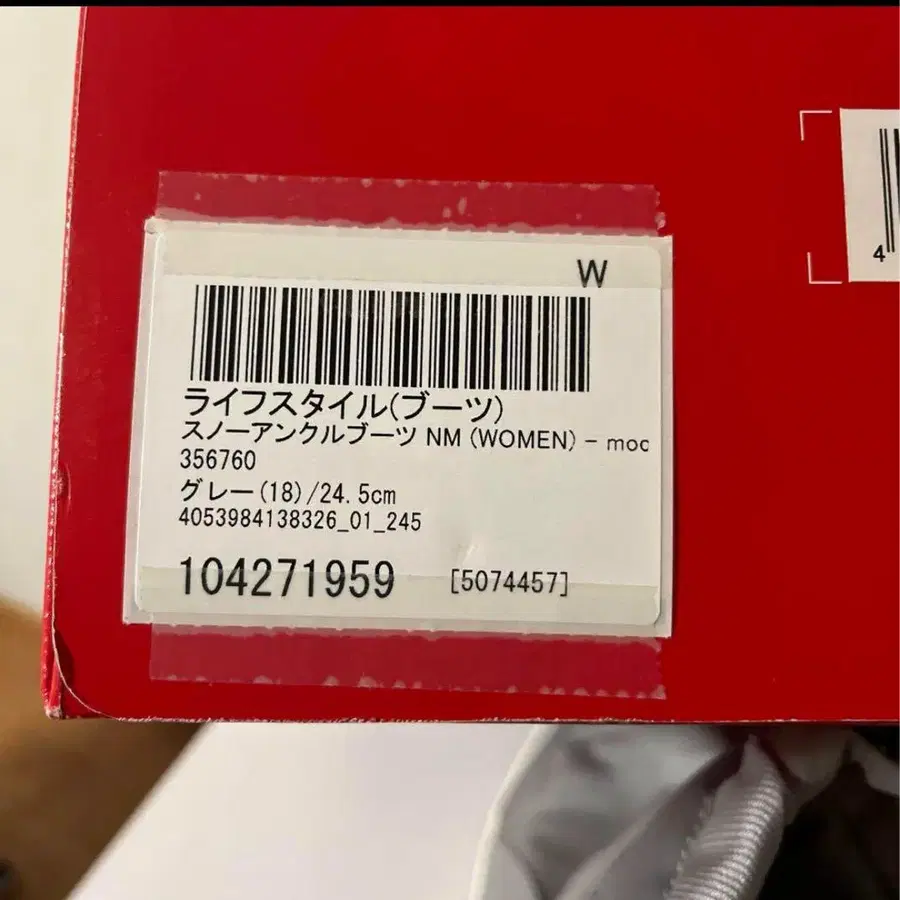 W
ライフスタイル(ブーツ)
スノーアンクルブーツ NM (WOMEN) - moc
356760
グレー(18)/24.5cm
4053984138326_01_245
104271959 [5074457]
4